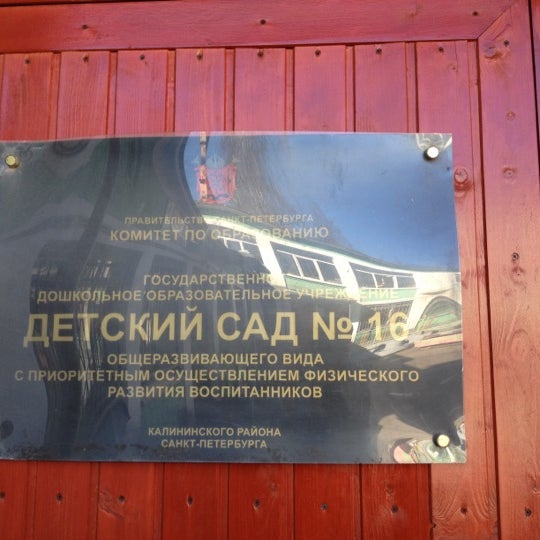 ПРАВИТЕЛЬСТВО САНКТ-ПЕТЕРБУРГА
КОМИТЕТ ПО ОБРАЗОВАНИЮ
ГОСУДАРСТВЕННОЕ
ДОШКОЛЬНОЕ ОБРАЗОВАТЕЛЬНОЕ УЧРЕЖДЕНИЕ
ДЕТСКИЙ САД № 16
ОБЩЕРАЗВИВАЮЩЕГО ВИДА
С ПРИОРИТЕТНЫМ ОСУЩЕСТВЛЕНИЕМ ФИЗИЧЕСКОГО
РАЗВИТИЯ ВОСПИТАННИКОВ
КАЛИНИНСКОГО РАЙОНА
САНКТ-ПЕТЕРБУРГА